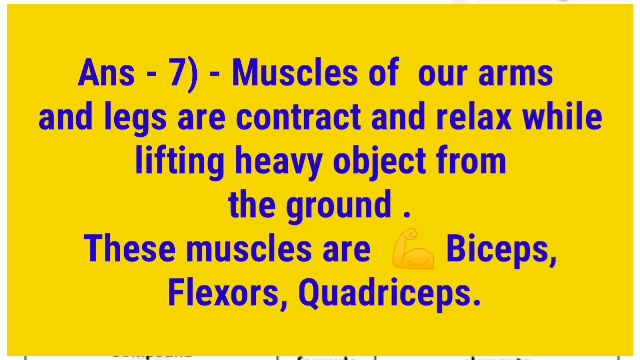 Ans - 7) - Muscles of our arms
and legs are contract and relax while
lifting heavy object from
the ground .
These muscles are 💪 Biceps,
Flexors, Quadriceps.